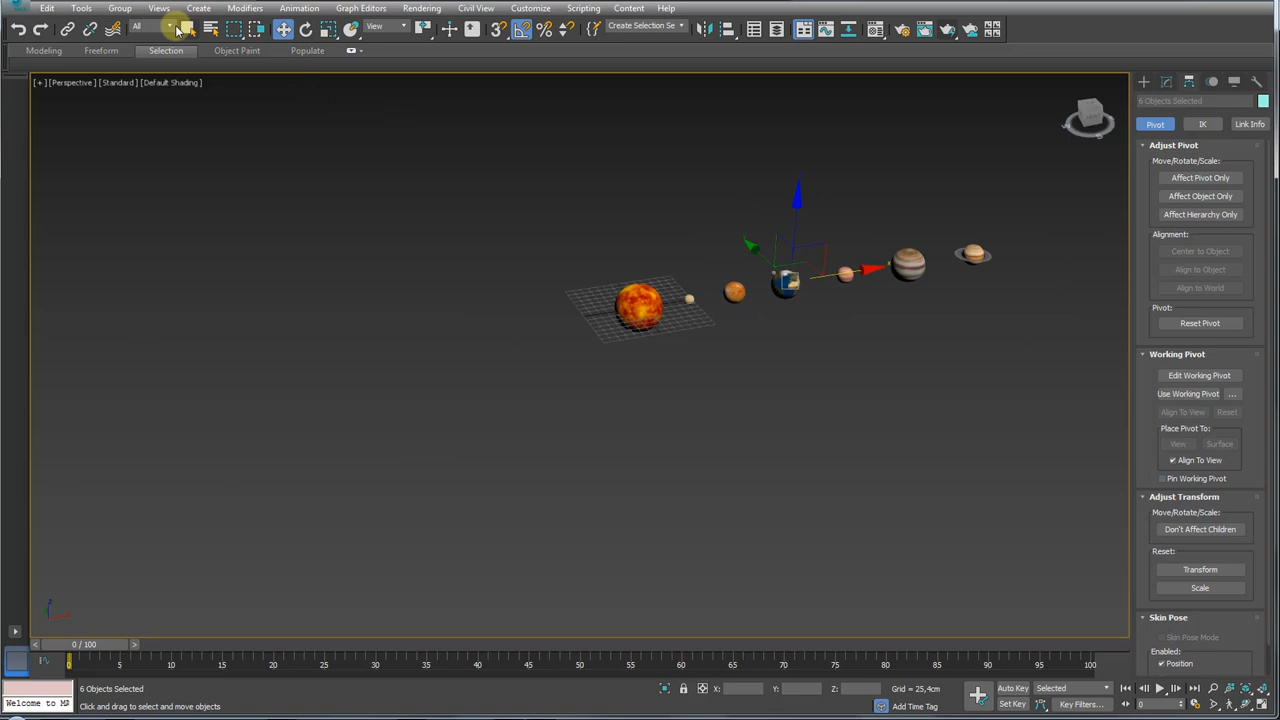 Edit Tools Group Views Create Modifiers Animation Graph Editors Rendering Civil View Customize Scripting Content Help
All View Create Selection Se
Modeling Freeform Selection Object Paint Populate
[+] [Perspective] [Standard] [Default Shading]
6 Objects Selected
Pivot IK Link Info
Adjust Pivot
Move/Rotate/Scale:
Affect Pivot Only
Affect Object Only
Affect Hierarchy Only
Alignment:
Center to Object
Align to Object
Align to World
Pivot:
Reset Pivot
Working Pivot
Edit Working Pivot
Use Working Pivot ...
Align To View Reset
Place Pivot To:
View Surface
Align To View
Pin Working Pivot
Adjust Transform
Move/Rotate/Scale:
Don't Affect Children
Reset:
Transform
Scale
Skin Pose
Skin Pose Mode
Enabled:
Position
z
< 0 / 100 >
0 5 10 15 20 25 30 35 40 45 50 55 60 65 70 75 80 85 90 95 100
6 Objects Selected X: Y: Z: Grid = 25,4cm Auto Key Selected
Welcome to MA Click and drag to select and move objects Add Time Tag Set Key Key Filters... 0